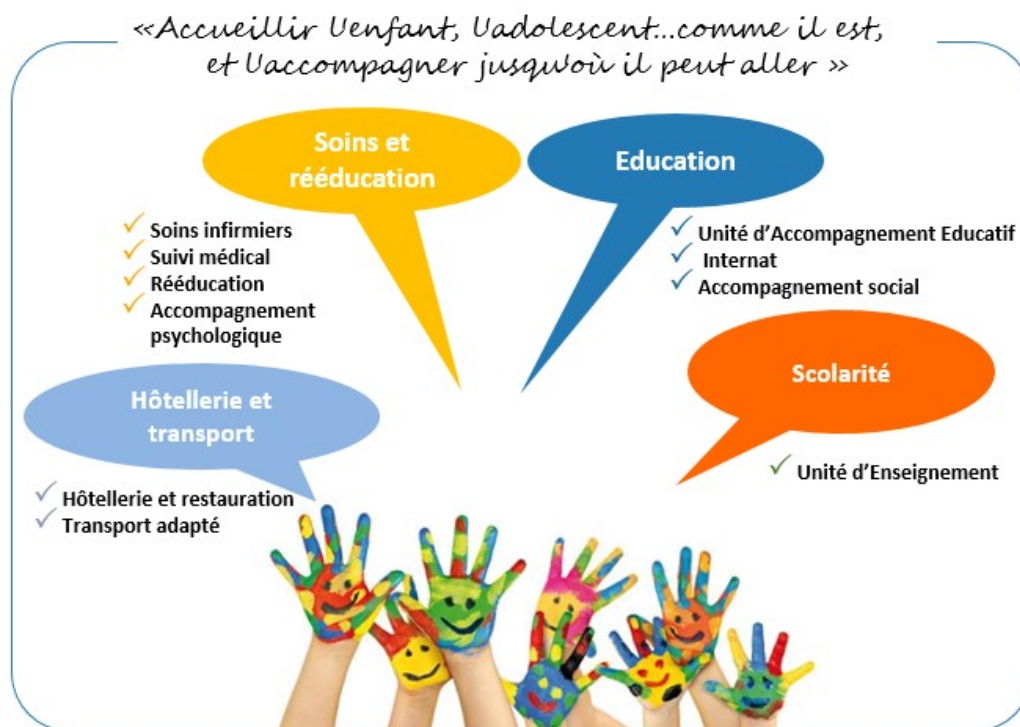 «Accueillir l'enfant, l'adolescent...comme il est,
et l'accompagner jusqu'où il peut aller »
Soins et
rééducation
Soins infirmiers
Suivi médical
Rééducation
Accompagnement
psychologique
Education
Unité d'Accompagnement Educatif
Internat
Accompagnement social
Hôtellerie et
transport
Hôtellerie et restauration
Transport adapté
Scolarité
Unité d'Enseignement